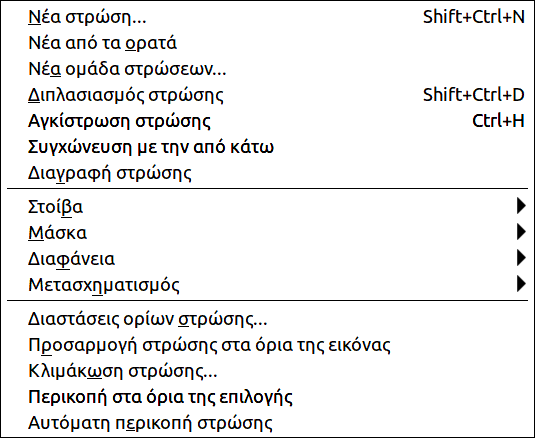 Νέα στρώση... Shift+Ctrl+N
Νέα από τα ορατά
Νέα ομάδα στρώσεων...
Διπλασιασμός στρώσης Shift+Ctrl+D
Αγκίστρωση στρώσης Ctrl+H
Συγχώνευση με την από κάτω
Διαγραφή στρώσης
Στοίβα
Μάσκα
Διαφάνεια
Μετασχηματισμός
Διαστάσεις ορίων στρώσης...
Προσαρμογή στρώσης στα όρια της εικόνας
Κλιμάκωση στρώσης...
Περικοπή στα όρια της επιλογής
Αυτόματη περικοπή στρώσης